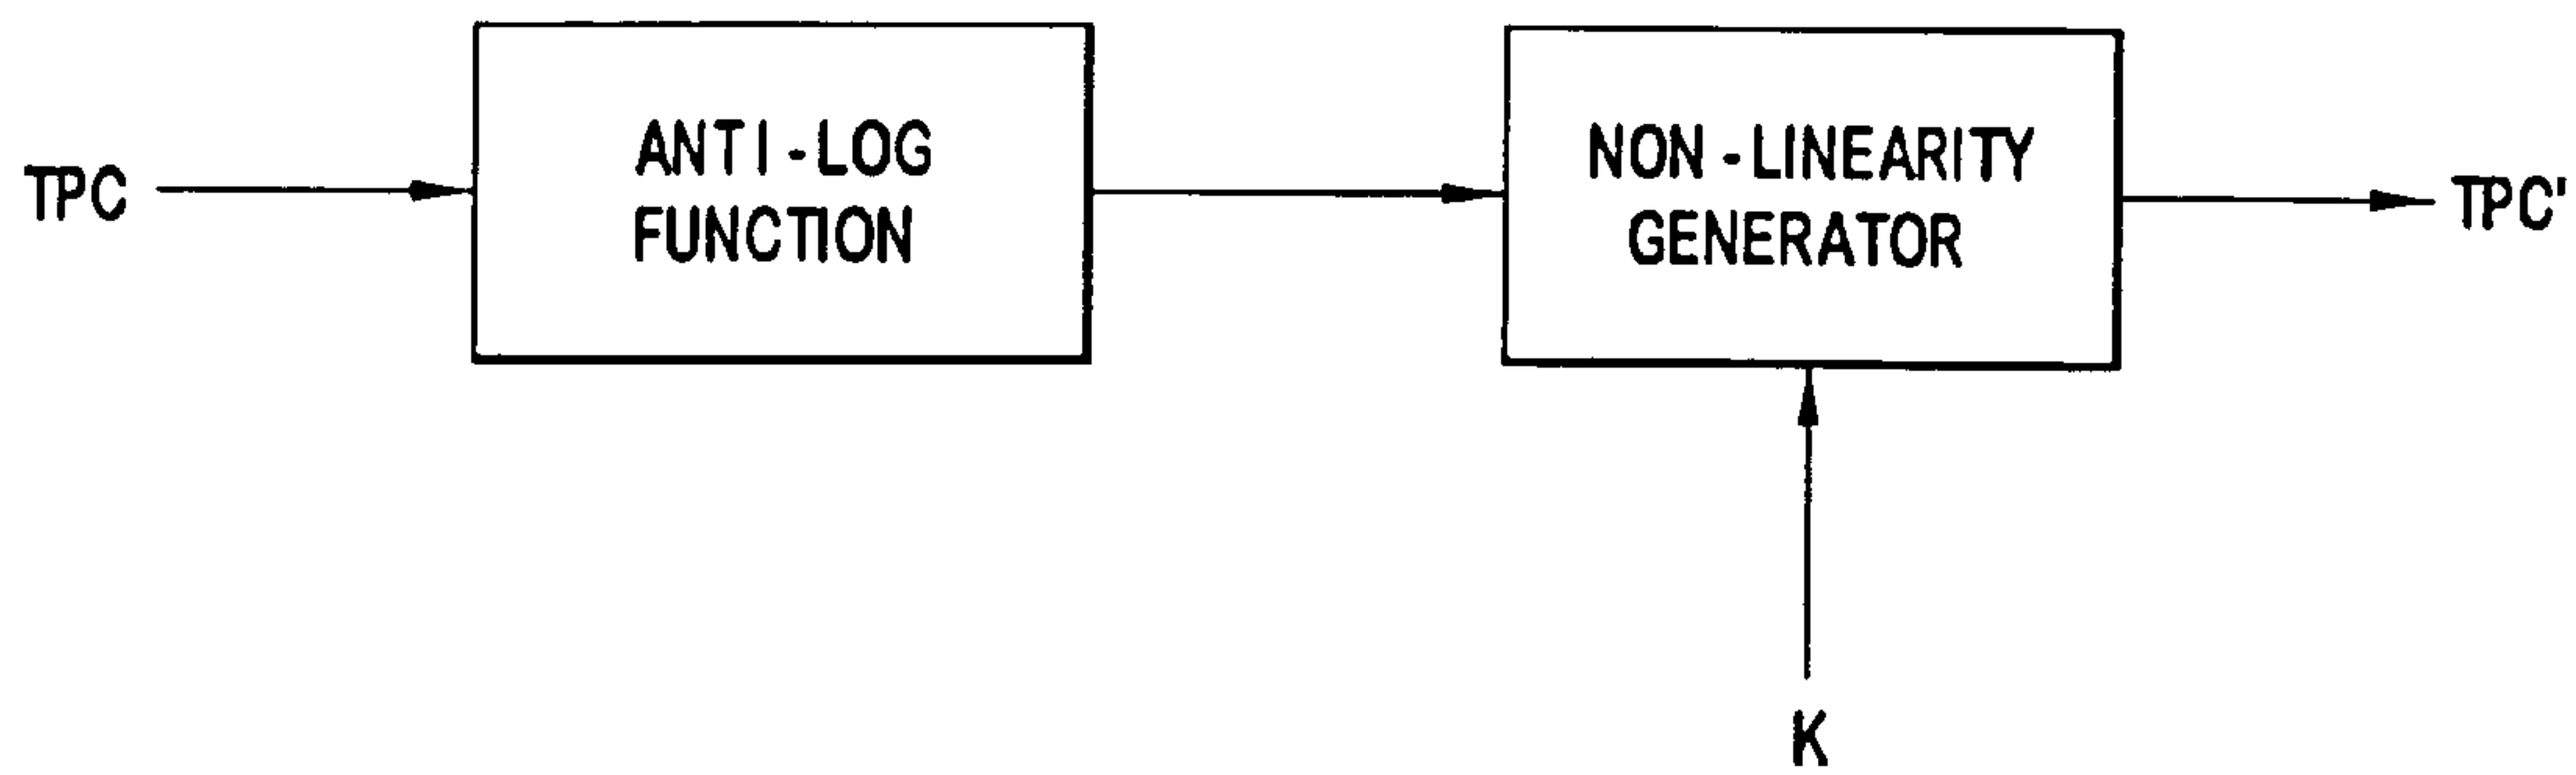 TPC
ANTI-LOG
FUNCTION
NON-LINEARITY
GENERATOR
TPC'
K